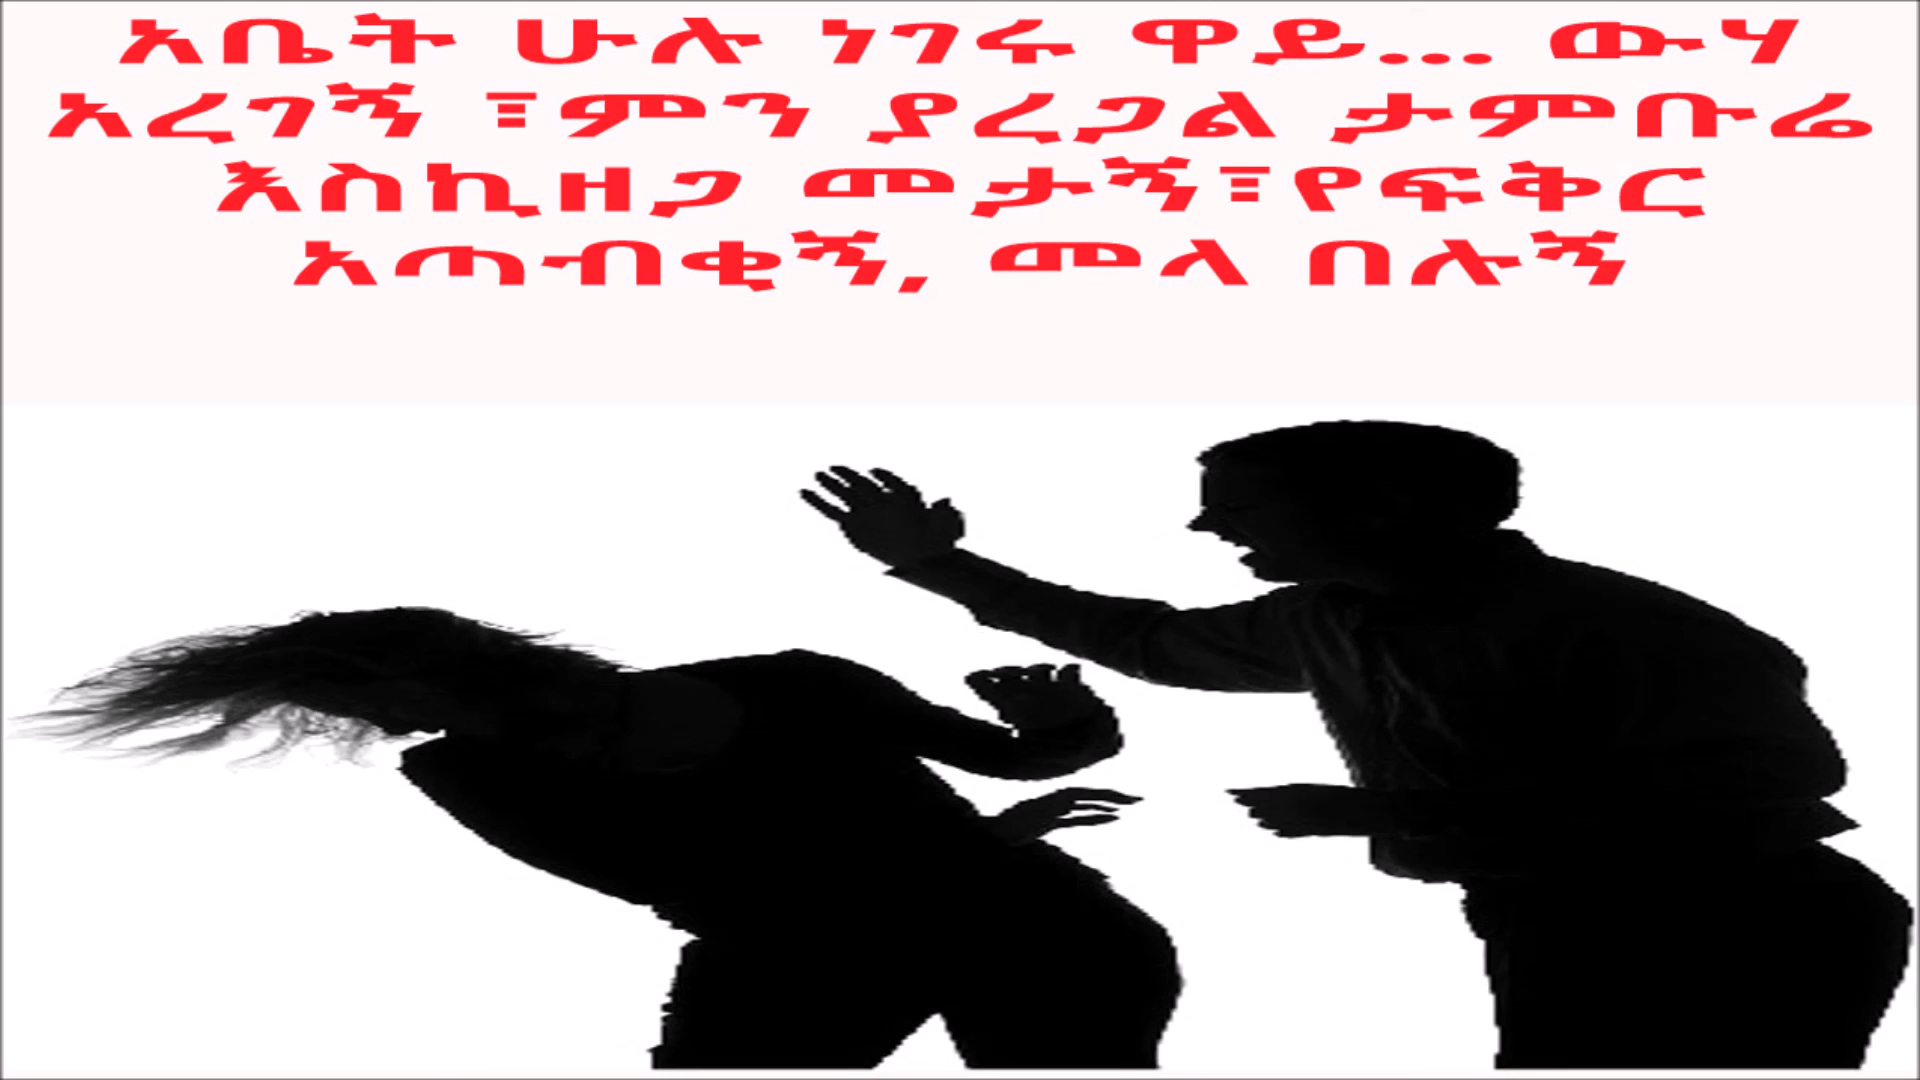 አቤት ሁሉ ነገሩ ዋይ... ውሃ
አረገኝ ፤ምን ያረጋል ታምቡሬ
እስኪዘጋ መታኝ፤የፍቅር
አጣብቂኝ, መላ በሉኝ